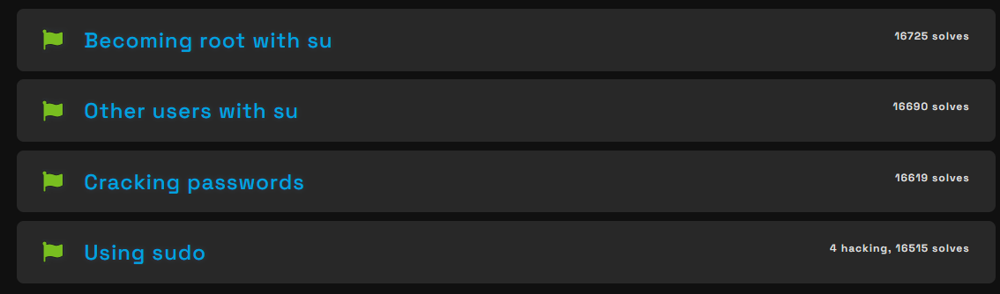 Becoming root with su
16725 solves
Other users with su
16690 solves
Cracking passwords
16619 solves
Using sudo
4 hacking, 16515 solves